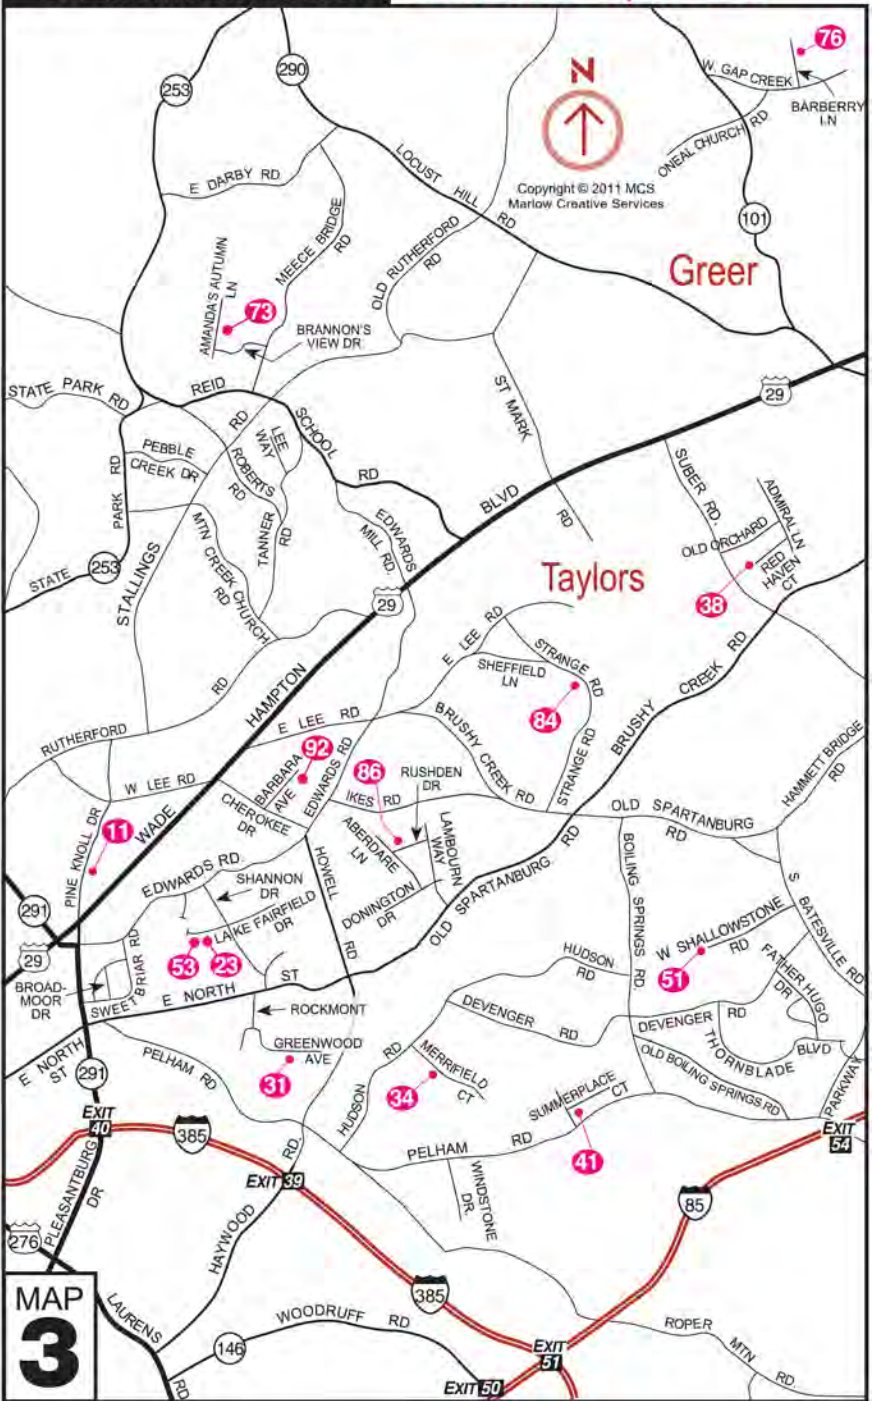 76
W. GAP CREEK
BARBERRY
LN
ONEAL CHURCH RD
290
253
N
Copyright © 2011 MCS
Marlow Creative Services
LOCUST HILL RD
E DARBY RD
101
Greer
MEECE BRIDGE
RD
OLD RUTHERFORD
RD
AMANDA'S AUTUMN
LN
73
BRANNON'S
VIEW DR
29
STATE PARK RD
REID SCHOOL RD
ST MARK RD
PEBBLE
CREEK DR
LEE
WAY
ROBERTS
RD
TANNER
RD
MTN CREEK CHURCH
RD
STATE PARK RD
253
STALLINGS RD
EDWARDS
MILL RD.
WADE HAMPTON BLVD
29
SUBER RD.
ADMIRAL LN
OLD ORCHARD
RED
HAVEN
CT
38
Taylors
E LEE RD
STRANGE RD
SHEFFIELD
LN
84
STRANGE RD
BRUSHY CREEK RD
RUTHERFORD RD
E LEE RD
92
BARBARA
AVE
EDWARDS RD
BRUSHY CREEK RD
86
RUSHDEN
DR
W LEE RD
CHEROKEE
DR
IKES RD
HAMMETT BRIDGE
RD
OLD SPARTANBURG
RD
PINE KNOLL DR
11
ABERDARE
LN
LAMBOURN
WAY
EDWARDS RD.
SHANNON
DR
HOWELL RD
DONINGTON
DR
OLD SPARTANBURG RD
BOILING SPRINGS RD
S BATESVILLE RD
291
29
LAKE FAIRFIELD
DR
53
23
W SHALLOWSTONE
RD
51
BROAD-
MOOR
DR
SWEET BRIAR RD
E NORTH ST
HUDSON
RD
FATHER HUGO
DR
ROCKMONT
DEVENGER RD
DEVENGER RD
THORNBLADE BLVD
E NORTH
ST
291
PELHAM RD
GREENWOOD
AVE
31
HUDSON RD
MERRIFIELD
CT
34
OLD BOILING SPRINGS RD
PARKWAY
SUMMERPLACE
CT
41
EXIT
40
385
EXIT
54
PELHAM RD
WINDSTONE
DR.
EXIT 39
PLEASANTBURG
DR
HAYWOOD RD.
85
276
385
MAP
3
LAURENS RD
WOODRUFF RD
146
ROPER MTN RD.
EXIT
51
EXIT 50